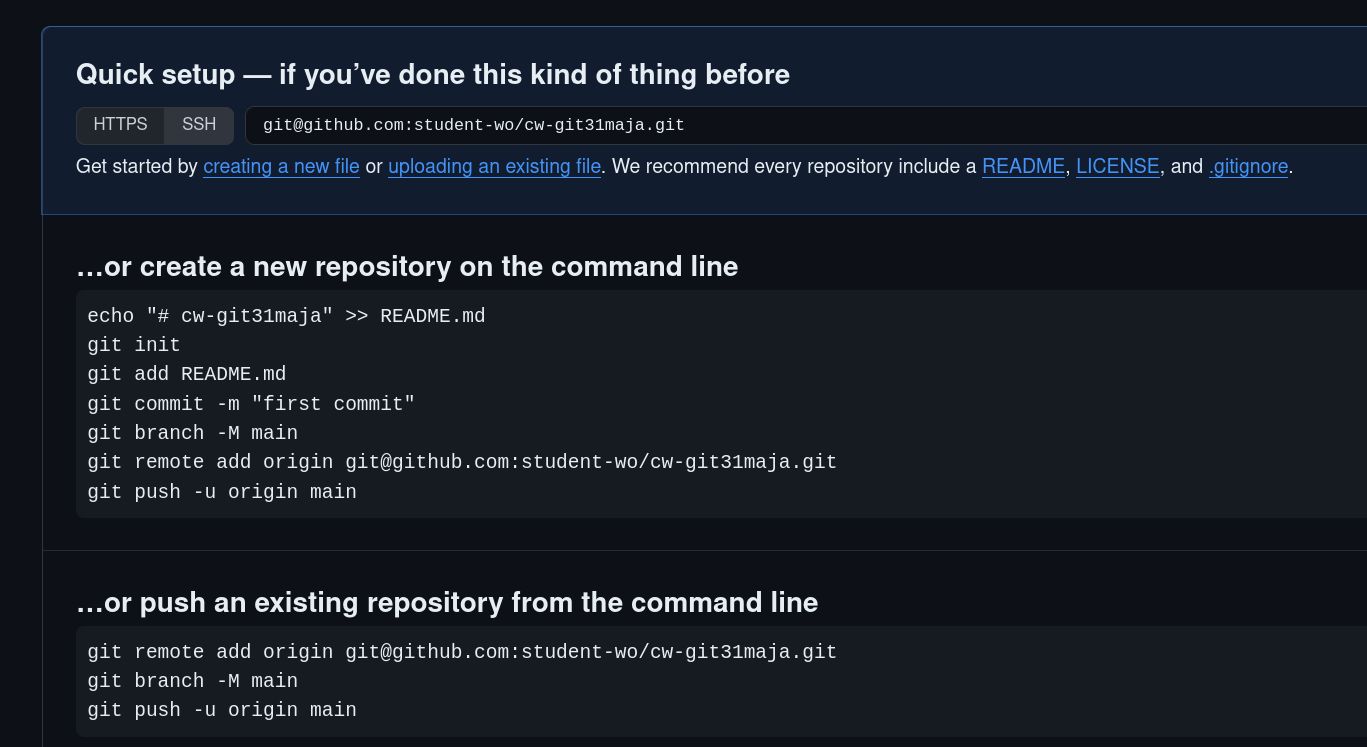 Quick setup — if you’ve done this kind of thing before
HTTPS SSH git@github.com:student-wo/cw-git31maja.git
Get started by creating a new file or uploading an existing file. We recommend every repository include a README, LICENSE, and .gitignore.
…or create a new repository on the command line
echo "# cw-git31maja" >> README.md
git init
git add README.md
git commit -m "first commit"
git branch -M main
git remote add origin git@github.com:student-wo/cw-git31maja.git
git push -u origin main
…or push an existing repository from the command line
git remote add origin git@github.com:student-wo/cw-git31maja.git
git branch -M main
git push -u origin main